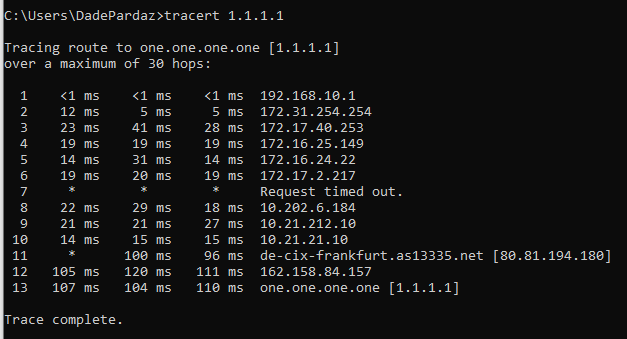 C:\Users\DadePardaz>tracert 1.1.1.1
Tracing route to one.one.one.one [1.1.1.1]
over a maximum of 30 hops:
1 <1 ms <1 ms <1 ms 192.168.10.1
2 12 ms 5 ms 5 ms 172.31.254.254
3 23 ms 41 ms 28 ms 172.17.40.253
4 19 ms 19 ms 19 ms 172.16.25.149
5 14 ms 31 ms 14 ms 172.16.24.22
6 19 ms 20 ms 19 ms 172.17.2.217
7 * * * Request timed out.
8 22 ms 29 ms 18 ms 10.202.6.184
9 21 ms 21 ms 27 ms 10.21.212.10
10 14 ms 15 ms 15 ms 10.21.21.10
11 * 100 ms 96 ms de-cix-frankfurt.as13335.net [80.81.194.180]
12 105 ms 120 ms 111 ms 162.158.84.157
13 107 ms 104 ms 110 ms one.one.one.one [1.1.1.1]
Trace complete.